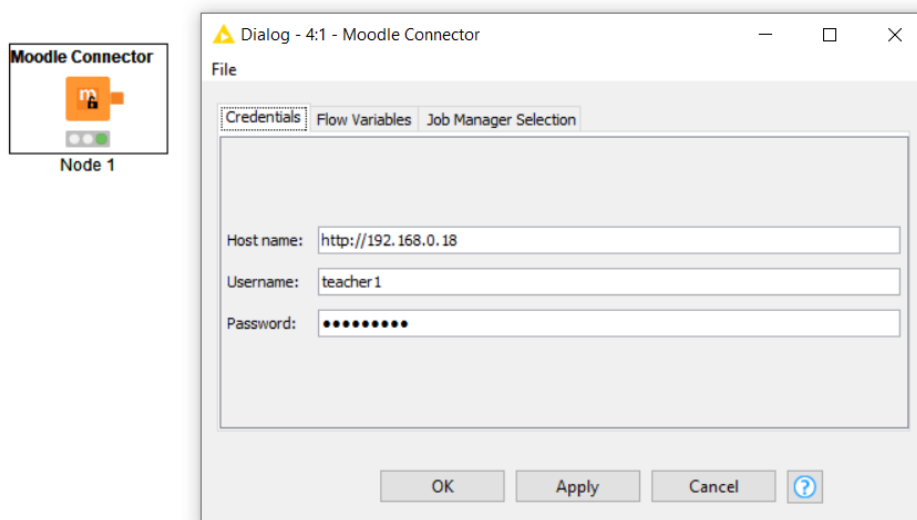 Moodle Connector
m
Node 1
Dialog - 4:1 - Moodle Connector
File
Credentials Flow Variables Job Manager Selection
Host name: http://192.168.0.18
Username: teacher1
Password: •••••••••
OK Apply Cancel ?